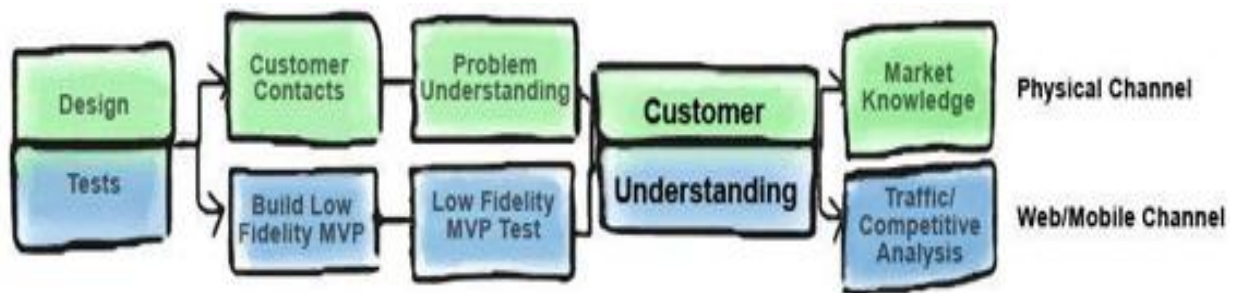 Design
Tests
Customer
Contacts
Problem
Understanding
Build Low
Fidelity MVP
Low Fidelity
MVP Test
Customer
Understanding
Market
Knowledge
Physical Channel
Traffic/
Competitive
Analysis
Web/Mobile Channel